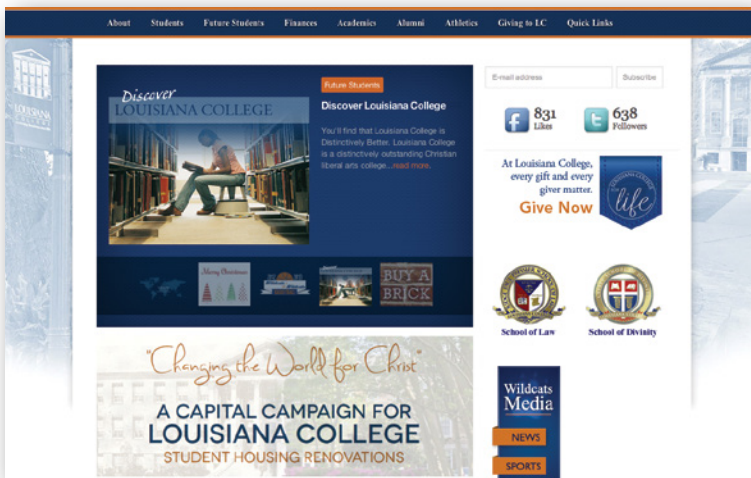 About Students Future Students Finances Academics Alumni Athletics Giving to LC Quick Links
LOUISIANA
Discover
LOUISIANA COLLEGE
Future Students
Discover Louisiana College
You'll find that Louisiana College is
Distinctively Better. Louisiana College
is a distinctively outstanding Christian
liberal arts college...read more.
Merry Christmas
BUY A
BRICK
"Changing the World for Christ"
A CAPITAL CAMPAIGN FOR
LOUISIANA COLLEGE
STUDENT HOUSING RENOVATIONS
E-mail address Subscribe
831
Likes
638
Followers
At Louisiana College,
every gift and every
giver matter.
Give Now
LOUISIANA COLLEGE
life
School of Law School of Divinity
Wildcats
Media
NEWS
SPORTS